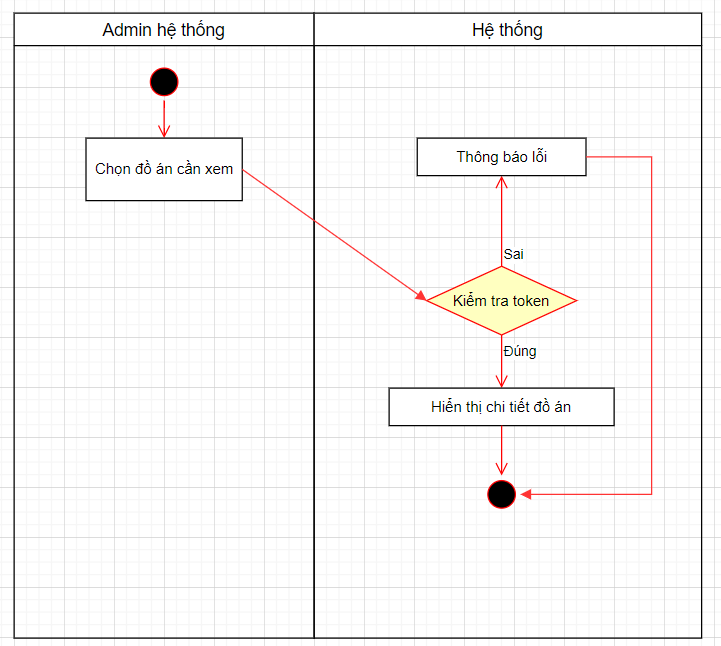 Admin hệ thống
Hệ thống
Chọn đồ án cần xem
Thông báo lỗi
Sai
Kiểm tra token
Đúng
Hiển thị chi tiết đồ án